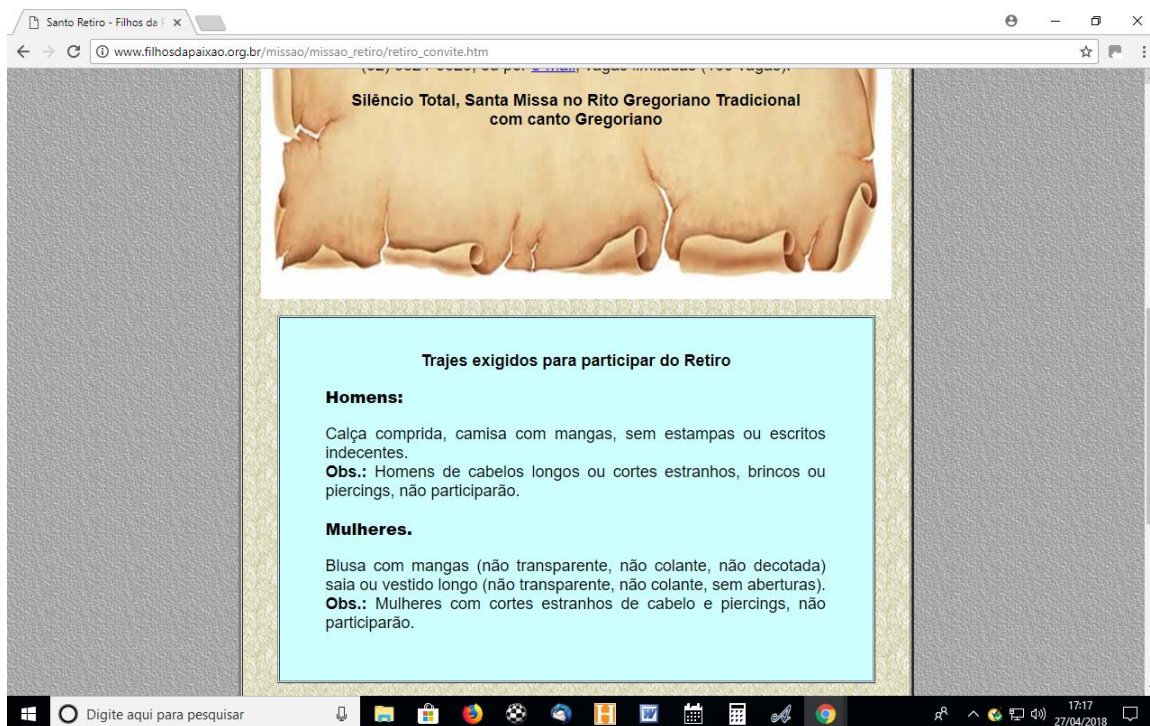 Santo Retiro - Filhos da
www.filhosdapaixao.org.br/missao/missao_retiro/retiro_convite.htm
Silêncio Total, Santa Missa no Rito Gregoriano Tradicional
com canto Gregoriano
Trajes exigidos para participar do Retiro
Homens:
Calça comprida, camisa com mangas, sem estampas ou escritos
indecentes.
Obs.: Homens de cabelos longos ou cortes estranhos, brincos ou
piercings, não participarão.
Mulheres.
Blusa com mangas (não transparente, não colante, não decotada)
saia ou vestido longo (não transparente, não colante, sem aberturas).
Obs.: Mulheres com cortes estranhos de cabelo e piercings, não
participarão.
Digite aqui para pesquisar
17:17
27/04/2018